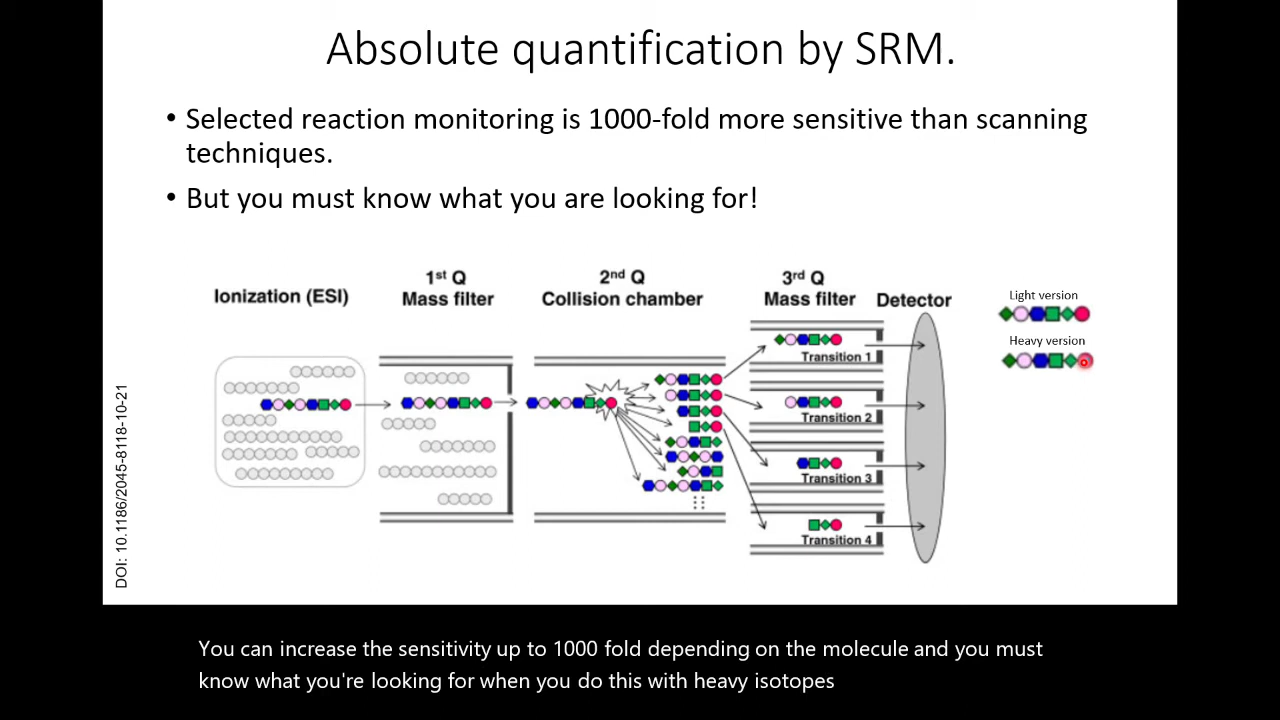 Absolute quantification by SRM.
• Selected reaction monitoring is 1000-fold more sensitive than scanning
techniques.
• But you must know what you are looking for!
Ionization (ESI)
1st Q
Mass filter
2nd Q
Collision chamber
3rd Q
Mass filter
Detector
Light version
Heavy version
Transition 1
Transition 2
Transition 3
Transition 4
DOI: 10.1186/2045-8118-10-21
You can increase the sensitivity up to 1000 fold depending on the molecule and you must
know what you're looking for when you do this with heavy isotopes